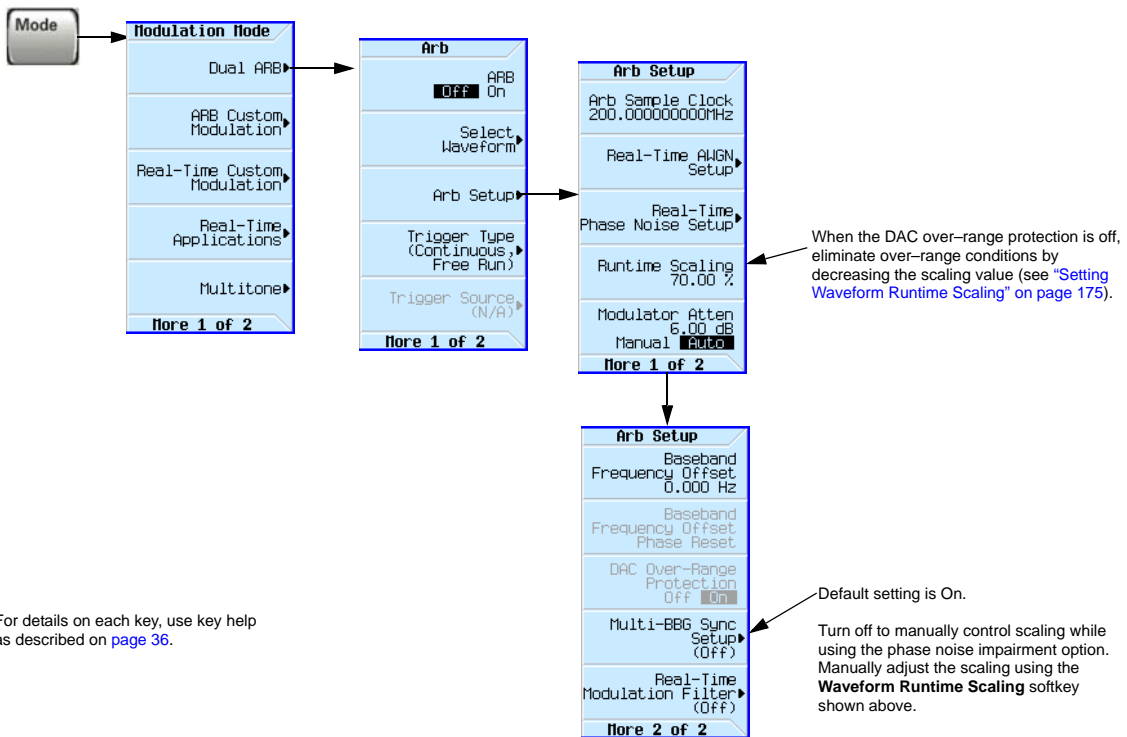 Mode
Modulation Mode
Dual ARB
ARB Custom
Modulation
Real-Time Custom
Modulation
Real-Time
Applications
Multitone
More 1 of 2
Arb
ARB
Off On
Select
Waveform
Arb Setup
Trigger Type
(Continuous,
Free Run)
Trigger Source
(N/A)
More 1 of 2
Arb Setup
Arb Sample Clock
200.000000000MHz
Real-Time AWGN
Setup
Real-Time
Phase Noise Setup
Runtime Scaling
70.00 %
Modulator Atten
6.00 dB
Manual Auto
More 1 of 2
When the DAC over–range protection is off,
eliminate over–range conditions by
decreasing the scaling value (see “Setting
Waveform Runtime Scaling” on page 175).
Arb Setup
Baseband
Frequency Offset
0.000 Hz
Baseband
Frequency Offset
Phase Reset
DAC Over-Range
Protection
Off On
Multi-BBG Sync
Setup
(Off)
Real-Time
Modulation Filter
(Off)
More 2 of 2
Default setting is On.
Turn off to manually control scaling while
using the phase noise impairment option.
Manually adjust the scaling using the
Waveform Runtime Scaling softkey
shown above.
For details on each key, use key help
as described on page 36.